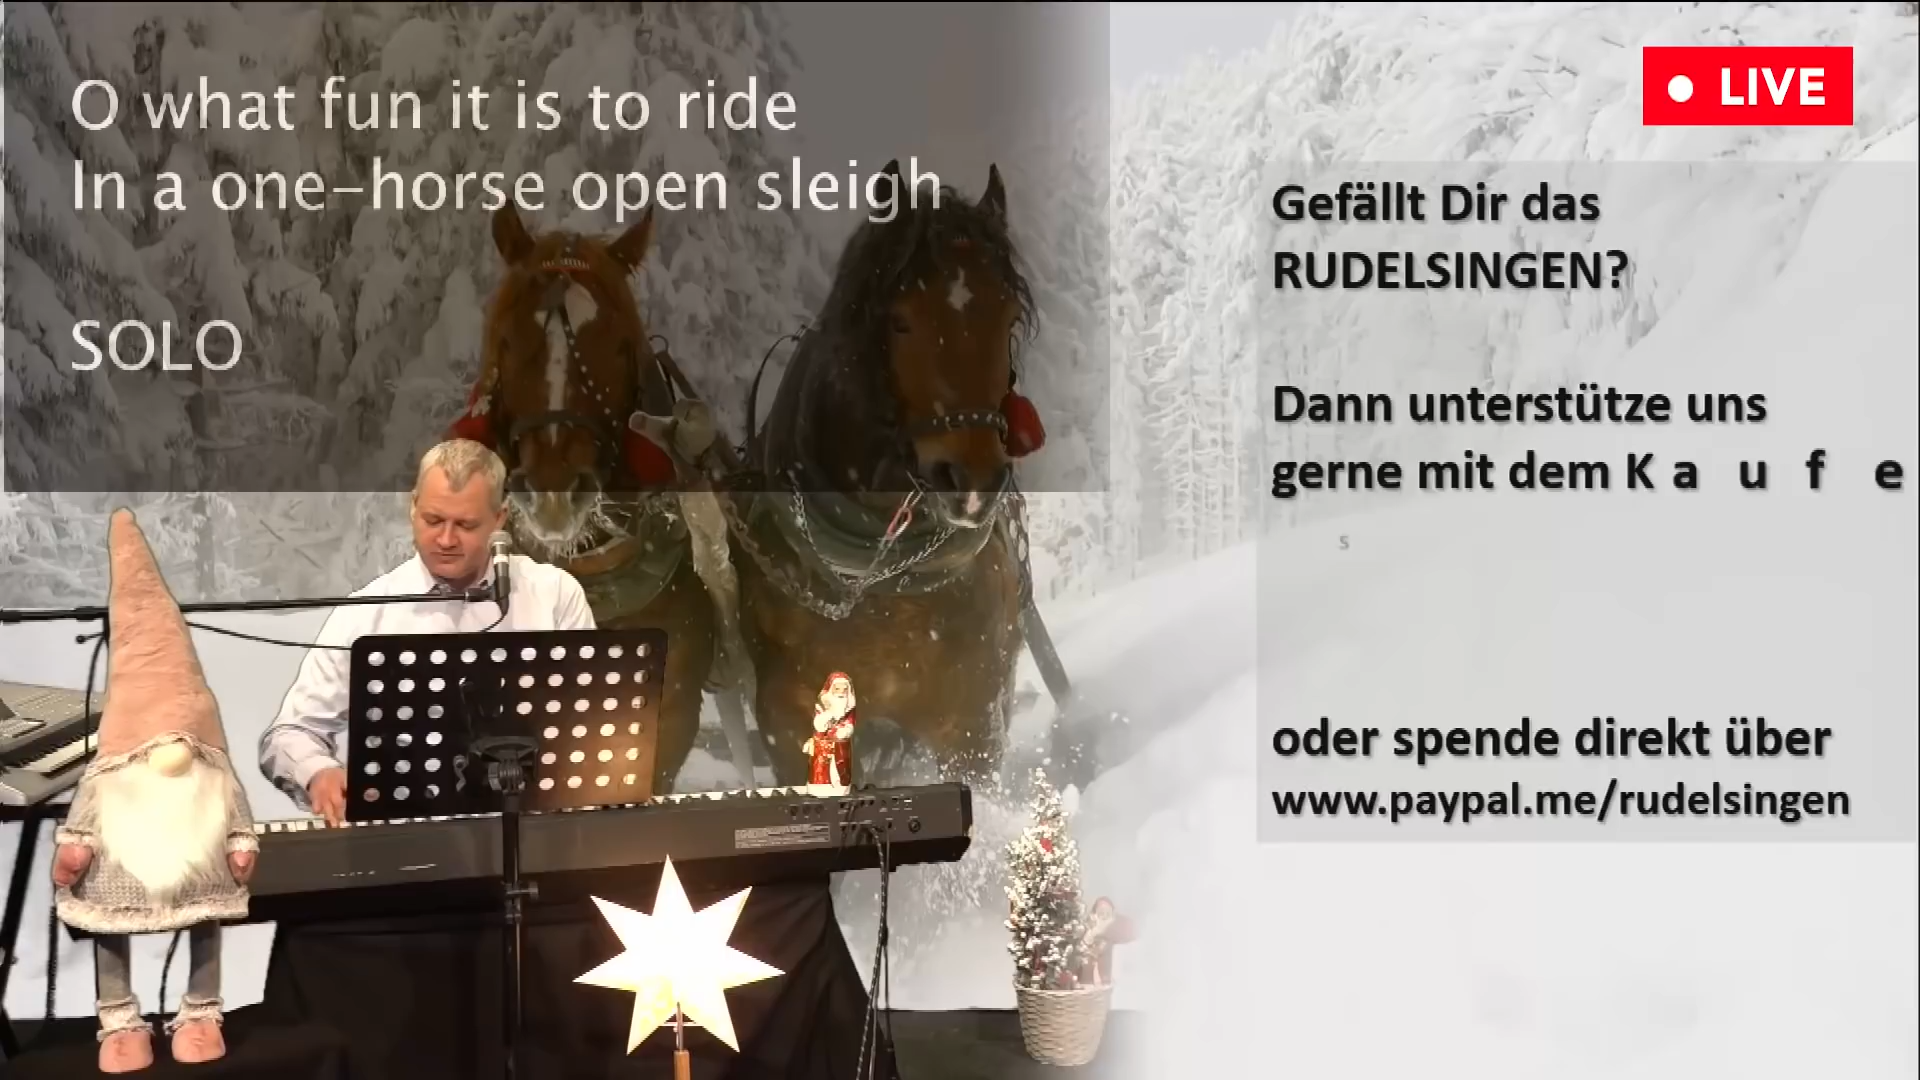 O what fun it is to ride
In a one-horse open sleigh
SOLO
LIVE
Gefällt Dir das
RUDELSINGEN?
Dann unterstütze uns
gerne mit dem K a u f e
s
oder spende direkt über
www.paypal.me/rudelsingen